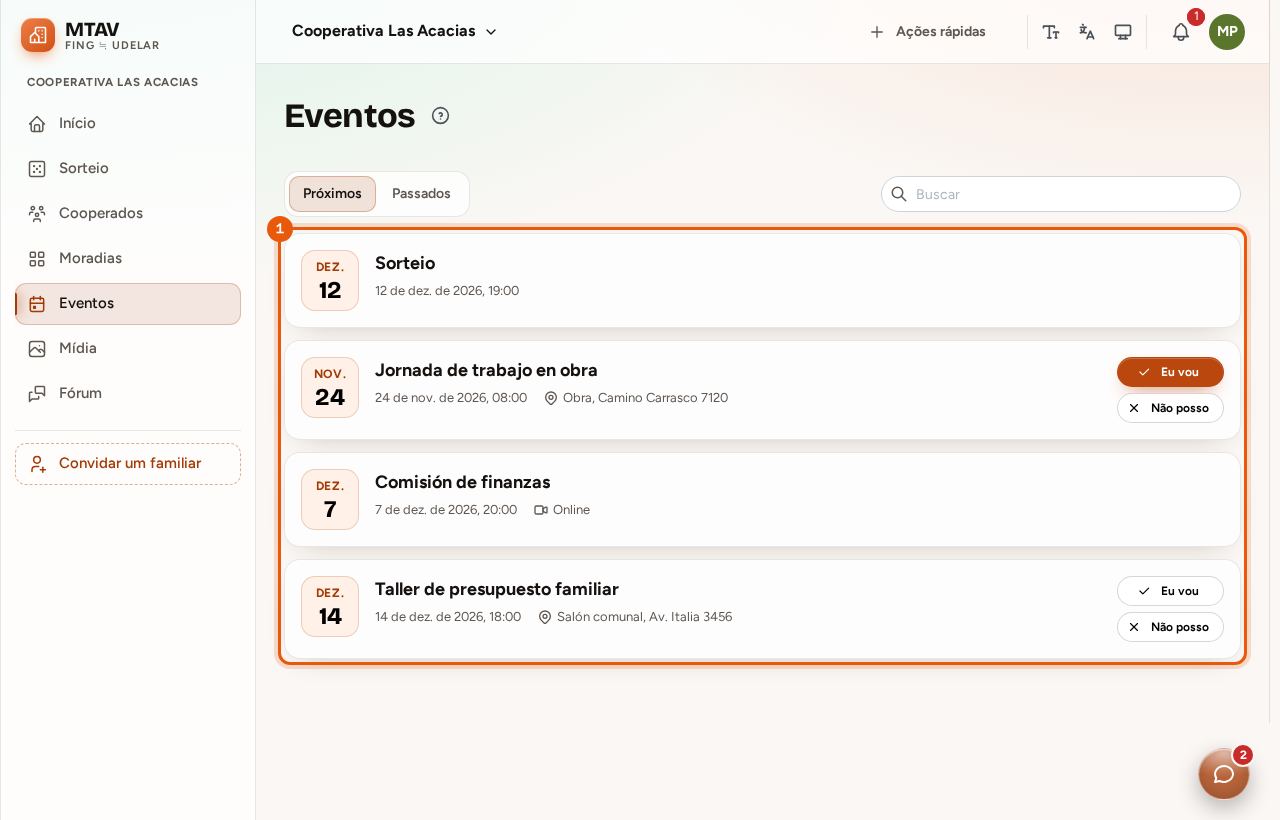 MTAV
FING ≒ UDELAR
COOPERATIVA LAS ACACIAS
Início
Sorteio
Cooperados
Moradias
Eventos
Mídia
Fórum
Convidar um familiar
Cooperativa Las Acacias
Ações rápidas
1
MP
Eventos
Próximos
Passados
Buscar
1
DEZ.
12
Sorteio
12 de dez. de 2026, 19:00
NOV.
24
Jornada de trabajo en obra
24 de nov. de 2026, 08:00
Obra, Camino Carrasco 7120
Eu vou
Não posso
DEZ.
7
Comisión de finanzas
7 de dez. de 2026, 20:00
Online
DEZ.
14
Taller de presupuesto familiar
14 de dez. de 2026, 18:00
Salón comunal, Av. Italia 3456
Eu vou
Não posso
2